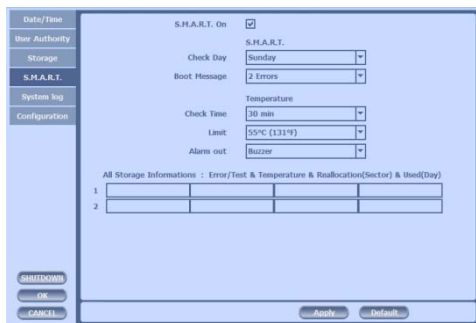 Date/Time
User Authority
Storage
S.M.A.R.T.
System log
Configuration
SHUTDOWN
OK
CANCEL
S.M.A.R.T. On
S.M.A.R.T.
Check Day Sunday
Boot Message 2 Errors
Temperature
Check Time 30 min
Limit 55°C (131°F)
Alarm out Buzzer
All Storage Informations : Error/Test & Temperature & Reallocation(Sector) & Used(Day)
1
2
Apply Default